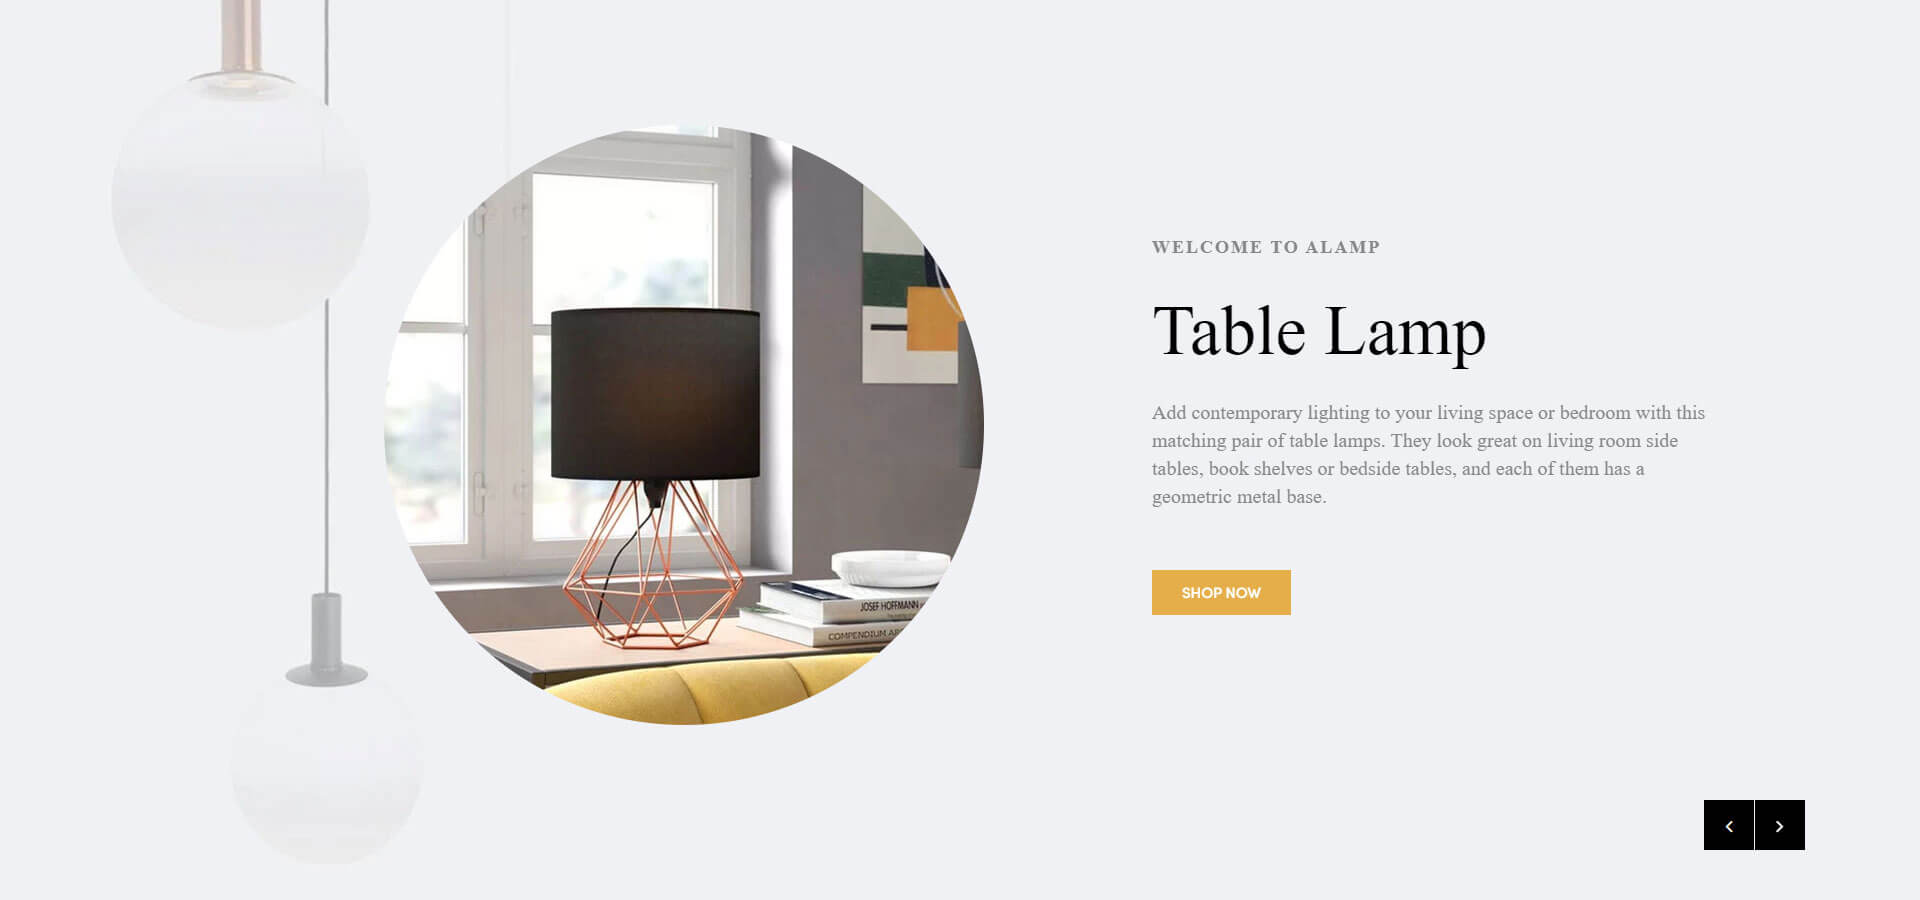 WELCOME TO ALAMP
Table Lamp
Add contemporary lighting to your living space or bedroom with this
matching pair of table lamps. They look great on living room side
tables, book shelves or bedside tables, and each of them has a
geometric metal base.
JOSEF HOFFMANN
COMPENDIUM
SHOP NOW